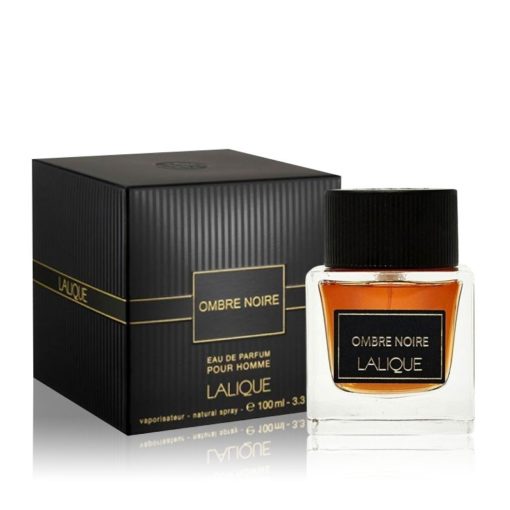 LALIQUE
OMBRE NOIRE
EAU DE PARFUM
POUR HOMME
LALIQUE
vaporisateur - natural spray - e 100 ml - 3.3
OMBRE NOIRE
LALIQUE